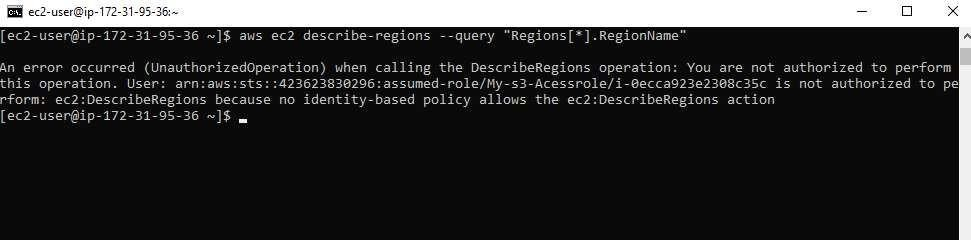 ec2-user@ip-172-31-95-36:~
[ec2-user@ip-172-31-95-36 ~]$ aws ec2 describe-regions --query "Regions[*].RegionName"
An error occurred (UnauthorizedOperation) when calling the DescribeRegions operation: You are not authorized to perform
this operation. User: arn:aws:sts::423623830296:assumed-role/My-s3-Acessrole/i-0ecca923e2308c35c is not authorized to pe
rform: ec2:DescribeRegions because no identity-based policy allows the ec2:DescribeRegions action
[ec2-user@ip-172-31-95-36 ~]$